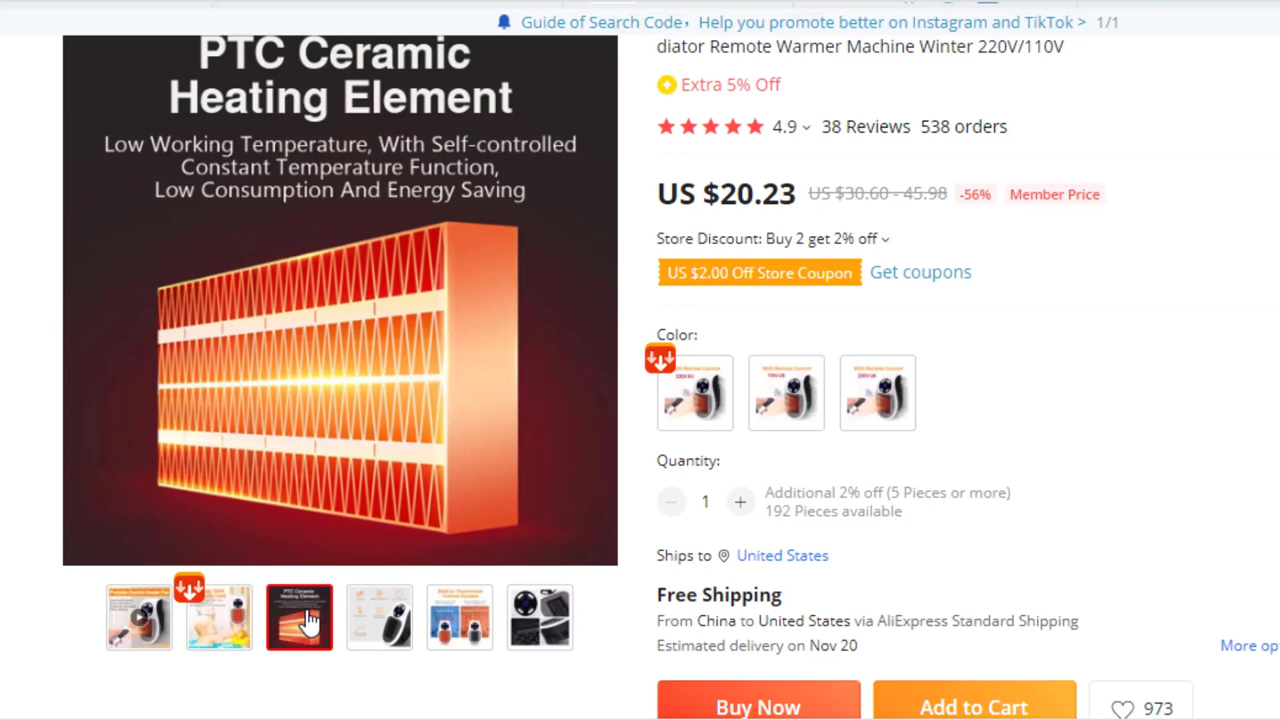 Guide of Search Code, Help you promote better on Instagram and TikTok > 1/1
diator Remote Warmer Machine Winter 220V/110V
PTC Ceramic
Heating Element
Low Working Temperature, With Self-controlled
Constant Temperature Function,
Low Consumption And Energy Saving
Extra 5% Off
4.9 38 Reviews 538 orders
US $20.23 US $30.60 - 45.98 -56% Member Price
Store Discount: Buy 2 get 2% off
US $2.00 Off Store Coupon Get coupons
Color:
Quantity:
1
Additional 2% off (5 Pieces or more)
192 Pieces available
Ships to United States
Free Shipping
From China to United States via AliExpress Standard Shipping
Estimated delivery on Nov 20
More op
Buy Now Add to Cart 973